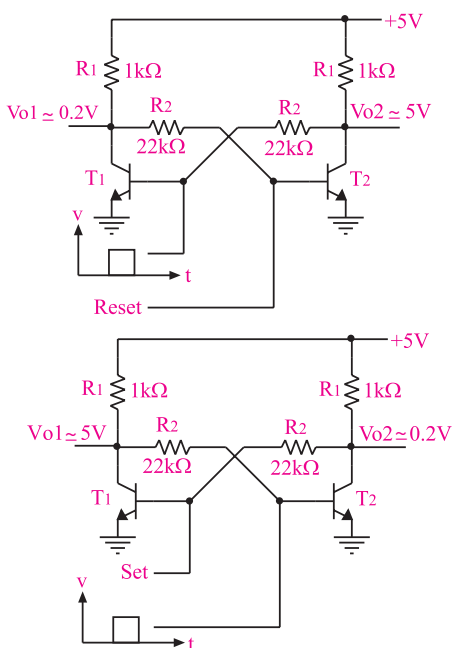 +5V
R1 1kΩ R1 1kΩ
Vo1 ≃ 0.2V R2 R2 Vo2 ≃ 5V
22kΩ 22kΩ
T1 T2
v
t
Reset
+5V
R1 1kΩ R1 1kΩ
Vo1 ≃ 5V R2 R2 Vo2 ≃ 0.2V
22kΩ 22kΩ
T1 T2
Set
v
t